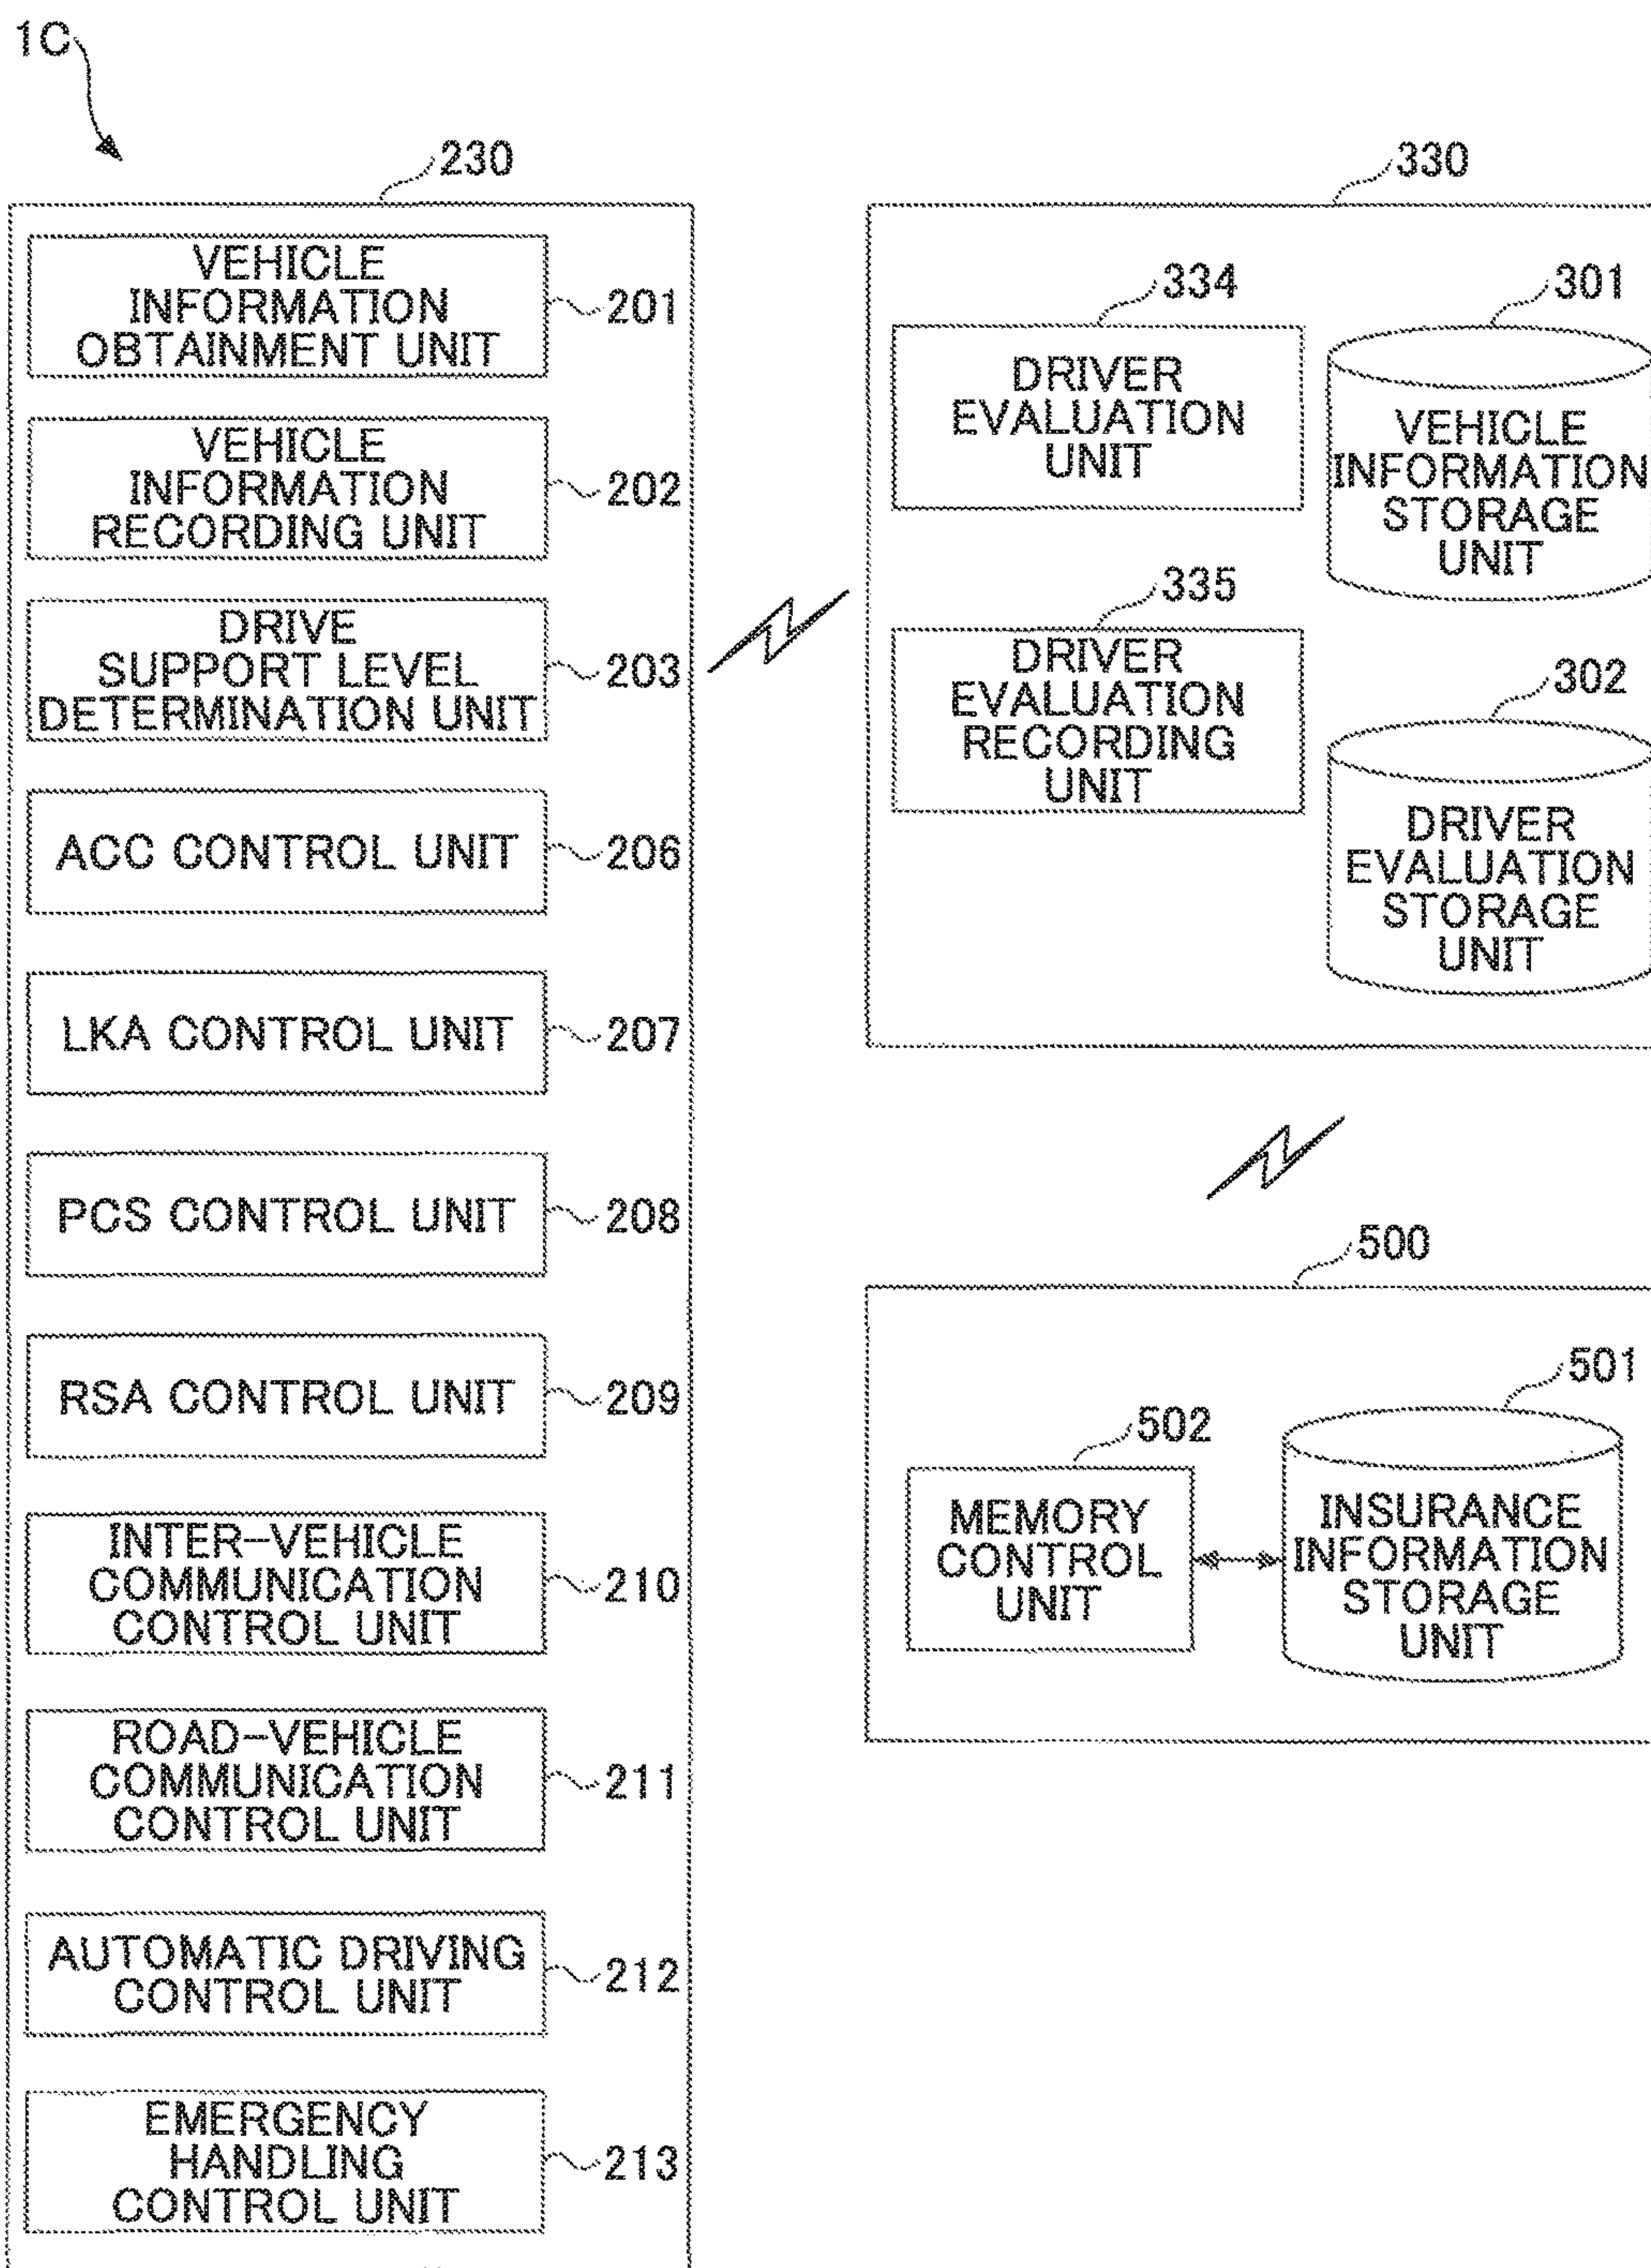 1C
230
VEHICLE
INFORMATION
OBTAINMENT UNIT
201
VEHICLE
INFORMATION
RECORDING UNIT
202
DRIVE
SUPPORT LEVEL
DETERMINATION UNIT
203
ACC CONTROL UNIT
206
LKA CONTROL UNIT
207
PCS CONTROL UNIT
208
RSA CONTROL UNIT
209
INTER-VEHICLE
COMMUNICATION
CONTROL UNIT
210
ROAD-VEHICLE
COMMUNICATION
CONTROL UNIT
211
AUTOMATIC DRIVING
CONTROL UNIT
212
EMERGENCY
HANDLING
CONTROL UNIT
213
330
334
DRIVER
EVALUATION
UNIT
301
VEHICLE
INFORMATION
STORAGE
UNIT
335
DRIVER
EVALUATION
RECORDING
UNIT
302
DRIVER
EVALUATION
STORAGE
UNIT
500
502
MEMORY
CONTROL
UNIT
501
INSURANCE
INFORMATION
STORAGE
UNIT